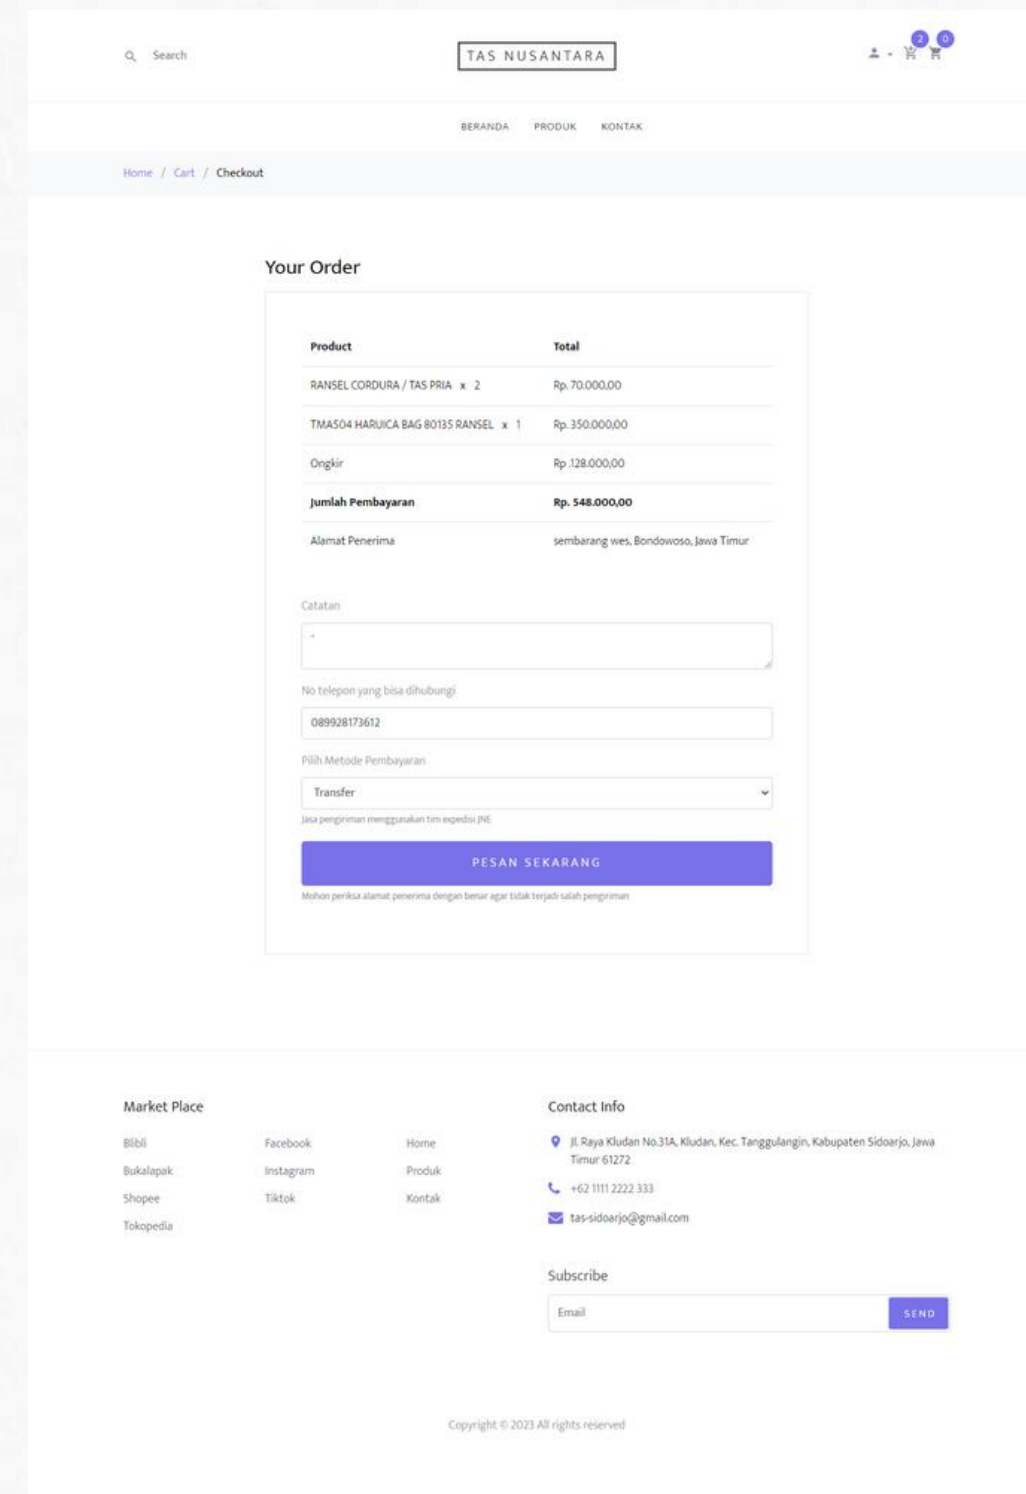 Search
TAS NUSANTARA
2 0
BERANDA PRODUK KONTAK
Home / Cart / Checkout
Your Order
Product Total
RANSEL CORDURA / TAS PRIA x 2 Rp. 70.000,00
TMAS04 HARUICA BAG 80135 RANSEL x 1 Rp. 350.000,00
Ongkir Rp .128.000,00
Jumlah Pembayaran Rp. 548.000,00
Alamat Penerima sembarang wes, Bondowoso, Jawa Timur
Catatan
-
No telepon yang bisa dihubungi
089928173612
Pilih Metode Pembayaran
Transfer
Jasa pengiriman menggunakan tim expedisi JNE
PESAN SEKARANG
Mohon periksa alamat penerima dengan benar agar tidak terjadi salah pengiriman
Market Place
Blibli
Bukalapak
Shopee
Tokopedia
Facebook
Instagram
Tiktok
Home
Produk
Kontak
Contact Info
Jl. Raya Kludan No.31A, Kludan, Kec. Tanggulangin, Kabupaten Sidoarjo, Jawa
Timur 61272
+62 1111 2222 333
tas-sidoarjo@gmail.com
Subscribe
Email SEND
Copyright © 2023 All rights reserved